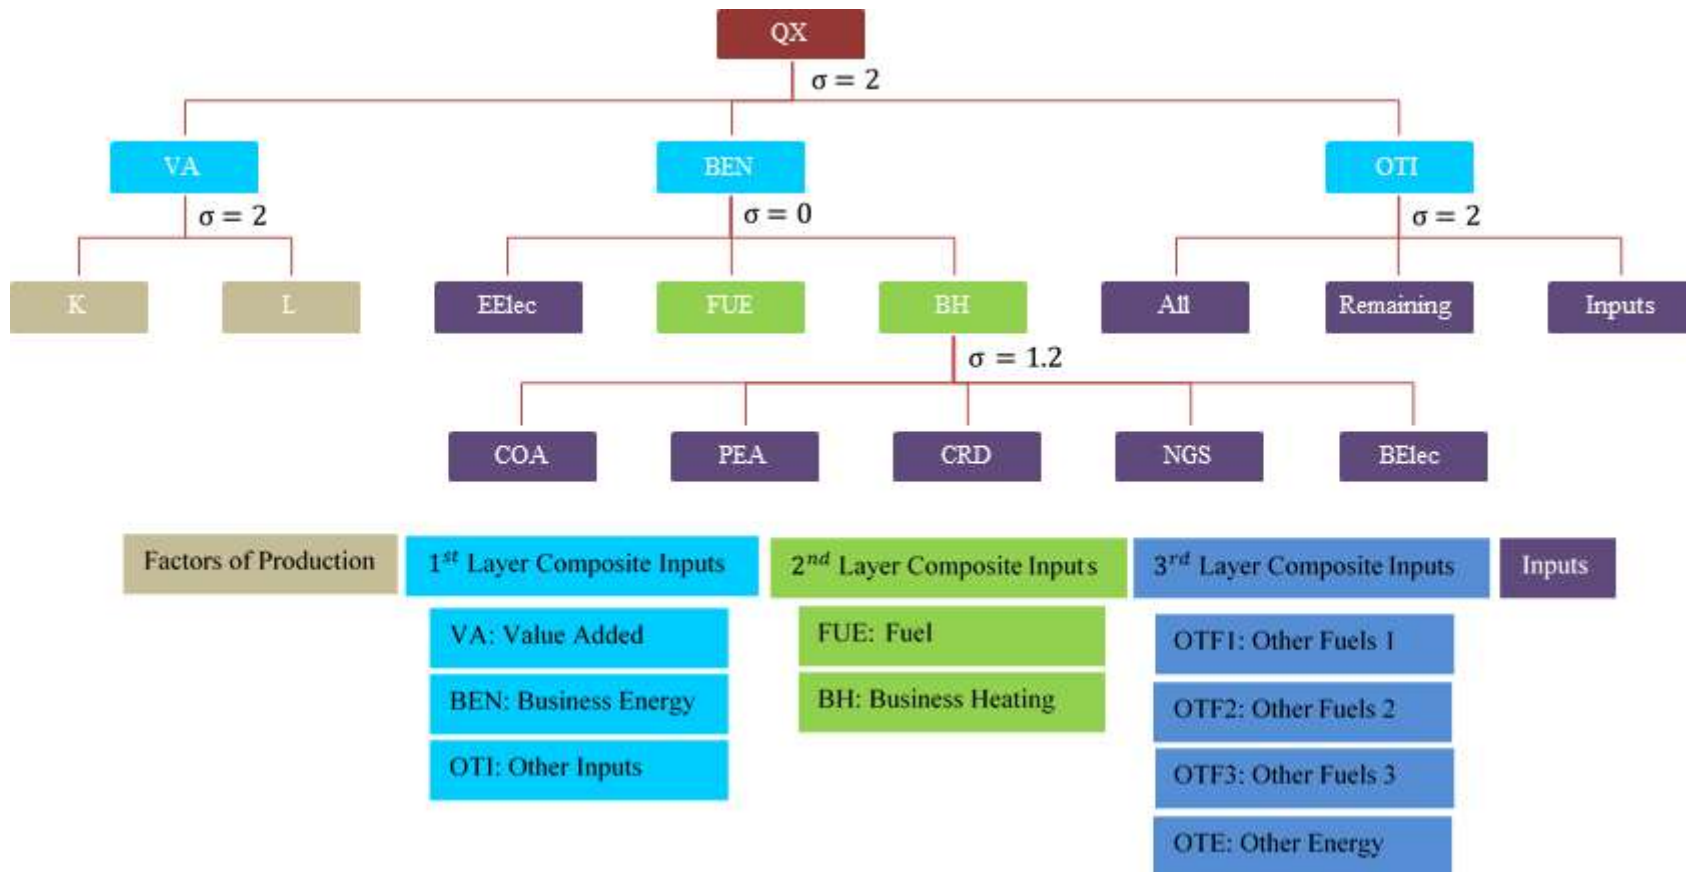 QX
σ = 2
VA
BEN
OTI
σ = 2
σ = 0
σ = 2
K
L
EElec
FUE
BH
All
Remaining
Inputs
σ = 1.2
COA
PEA
CRD
NGS
BElec
Factors of Production
1st Layer Composite Inputs
2nd Layer Composite Inputs
3rd Layer Composite Inputs
Inputs
VA: Value Added
BEN: Business Energy
OTI: Other Inputs
FUE: Fuel
BH: Business Heating
OTF1: Other Fuels 1
OTF2: Other Fuels 2
OTF3: Other Fuels 3
OTE: Other Energy